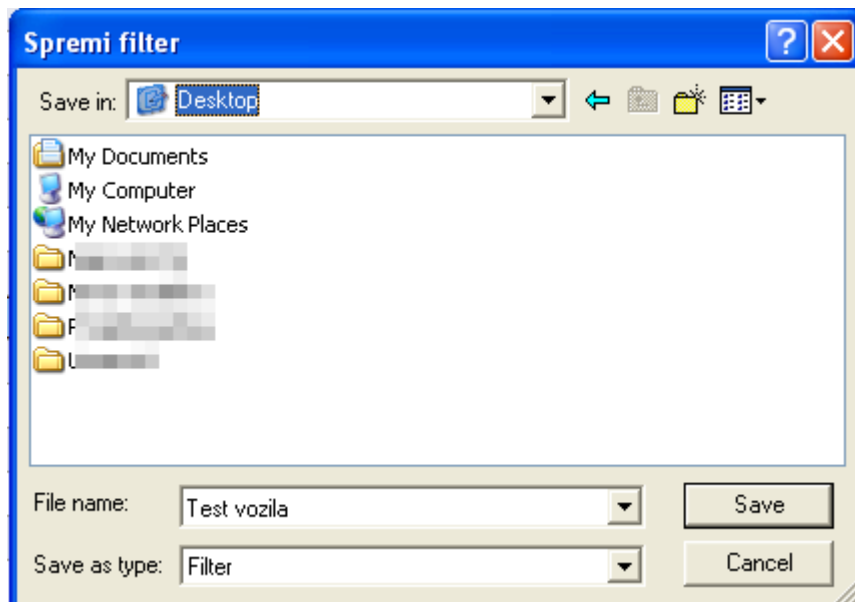 Spremi filter
Save in: Desktop
My Documents
My Computer
My Network Places
File name: Test vozila Save
Save as type: Filter Cancel